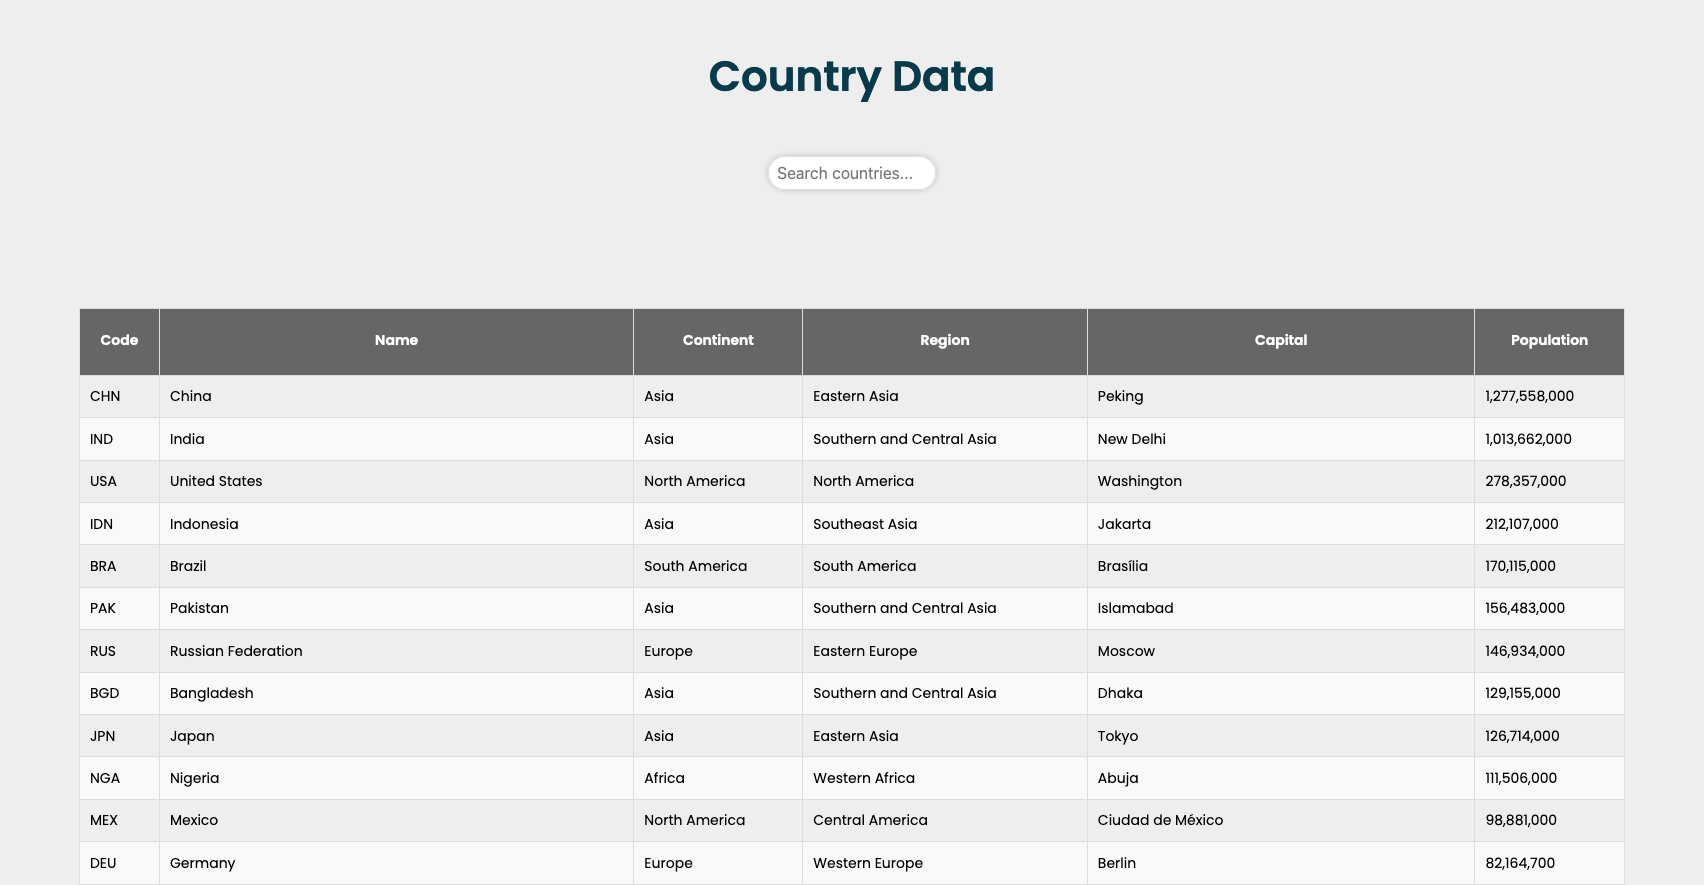 Country Data
Search countries...
Code Name Continent Region Capital Population
CHN China Asia Eastern Asia Peking 1,277,558,000
IND India Asia Southern and Central Asia New Delhi 1,013,662,000
USA United States North America North America Washington 278,357,000
IDN Indonesia Asia Southeast Asia Jakarta 212,107,000
BRA Brazil South America South America Brasília 170,115,000
PAK Pakistan Asia Southern and Central Asia Islamabad 156,483,000
RUS Russian Federation Europe Eastern Europe Moscow 146,934,000
BGD Bangladesh Asia Southern and Central Asia Dhaka 129,155,000
JPN Japan Asia Eastern Asia Tokyo 126,714,000
NGA Nigeria Africa Western Africa Abuja 111,506,000
MEX Mexico North America Central America Ciudad de México 98,881,000
DEU Germany Europe Western Europe Berlin 82,164,700